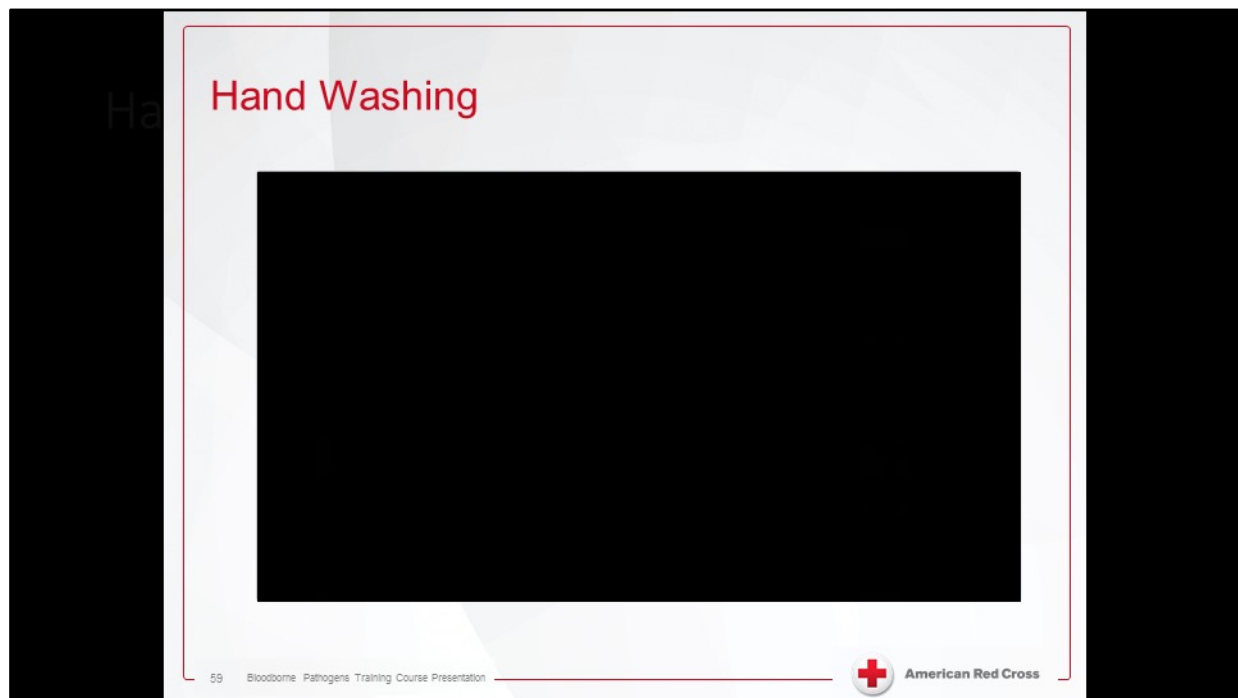 Hand Washing
59 Bloodborne Pathogens Training Course Presentation
American Red Cross